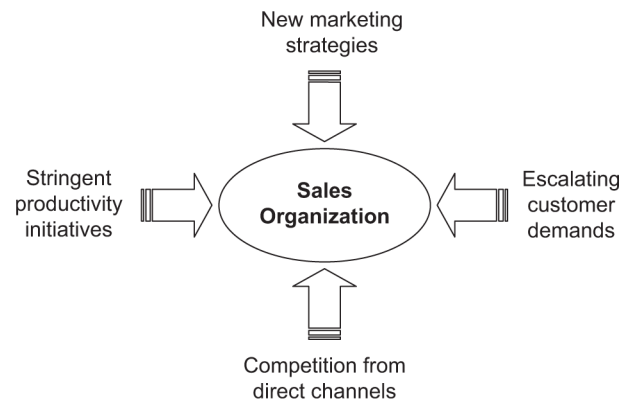 New marketing
strategies
Stringent
productivity
initiatives
Sales
Organization
Escalating
customer
demands
Competition from
direct channels